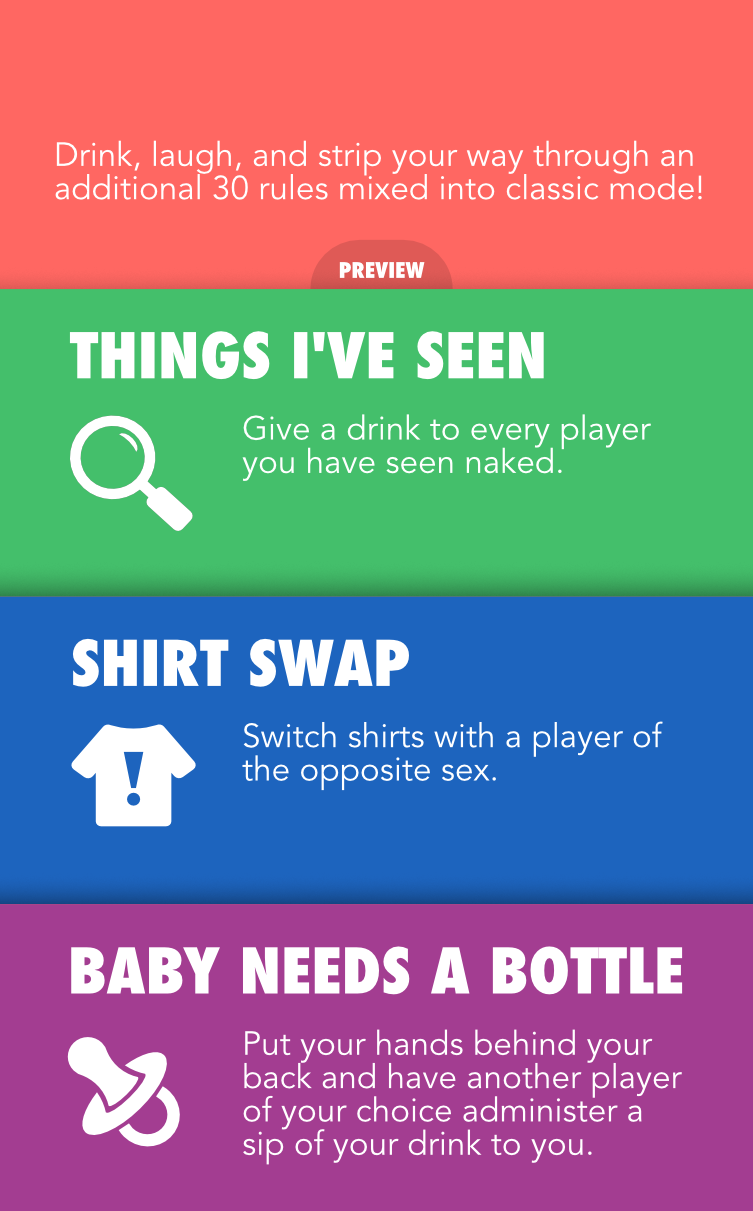 Drink, laugh, and strip your way through an
additional 30 rules mixed into classic mode!
PREVIEW
THINGS I'VE SEEN
Give a drink to every player
you have seen naked.
SHIRT SWAP
!
Switch shirts with a player of
the opposite sex.
BABY NEEDS A BOTTLE
Put your hands behind your
back and have another player
of your choice administer a
sip of your drink to you.